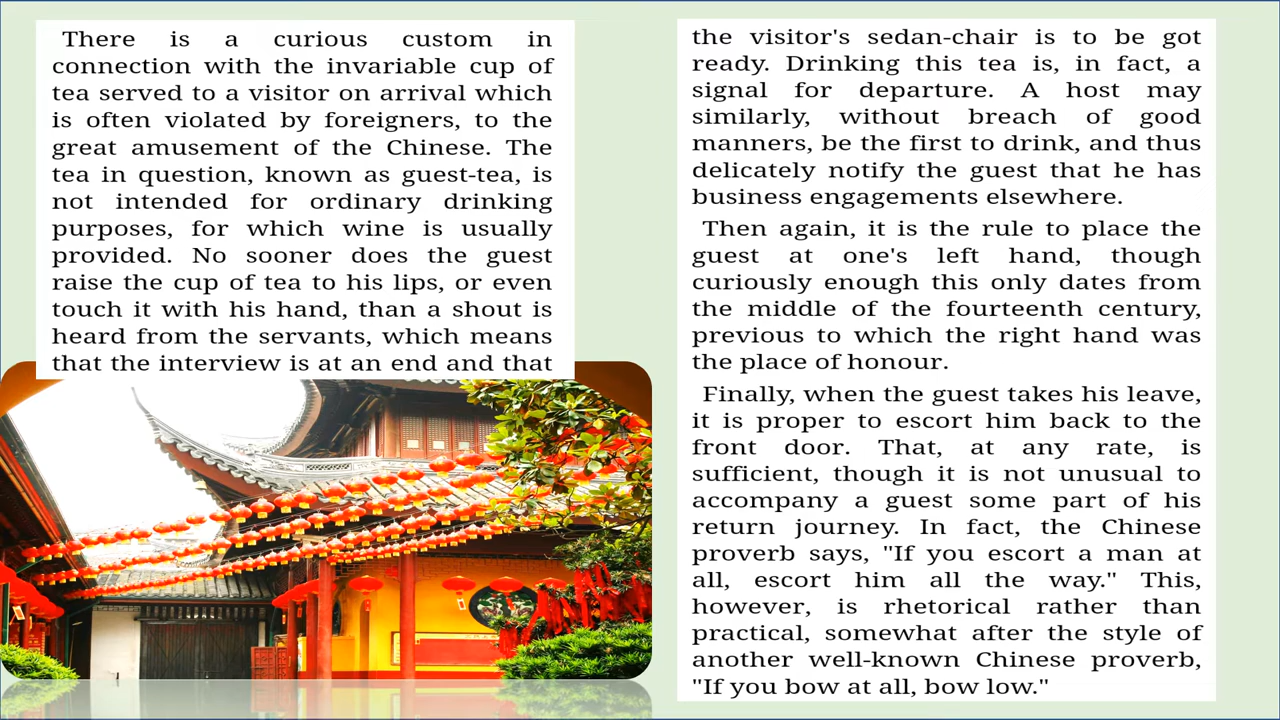 There is a curious custom in
connection with the invariable cup of
tea served to a visitor on arrival which
is often violated by foreigners, to the
great amusement of the Chinese. The
tea in question, known as guest-tea, is
not intended for ordinary drinking
purposes, for which wine is usually
provided. No sooner does the guest
raise the cup of tea to his lips, or even
touch it with his hand, than a shout is
heard from the servants, which means
that the interview is at an end and that
the visitor's sedan-chair is to be got
ready. Drinking this tea is, in fact, a
signal for departure. A host may
similarly, without breach of good
manners, be the first to drink, and thus
delicately notify the guest that he has
business engagements elsewhere.
Then again, it is the rule to place the
guest at one's left hand, though
curiously enough this only dates from
the middle of the fourteenth century,
previous to which the right hand was
the place of honour.
Finally, when the guest takes his leave,
it is proper to escort him back to the
front door. That, at any rate, is
sufficient, though it is not unusual to
accompany a guest some part of his
return journey. In fact, the Chinese
proverb says, "If you escort a man at
all, escort him all the way." This,
however, is rhetorical rather than
practical, somewhat after the style of
another well-known Chinese proverb,
"If you bow at all, bow low."